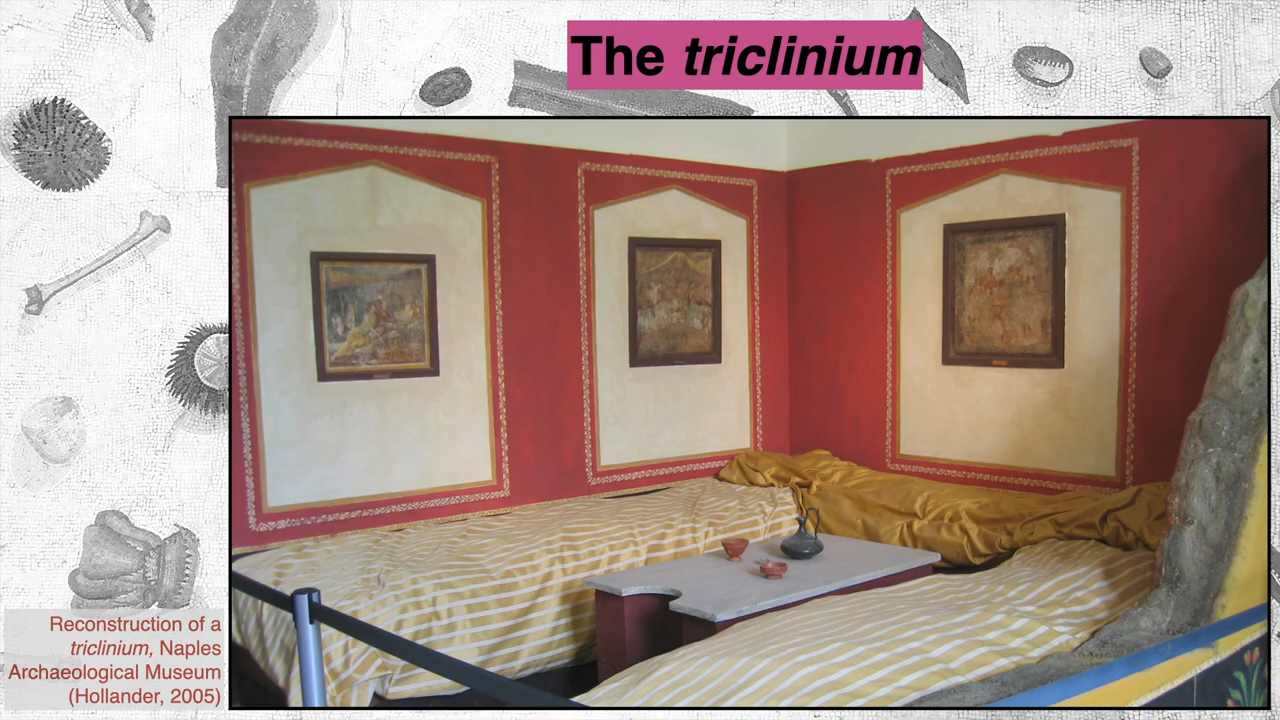 The triclinium
Reconstruction of a
triclinium, Naples
Archaeological Museum
(Hollander, 2005)